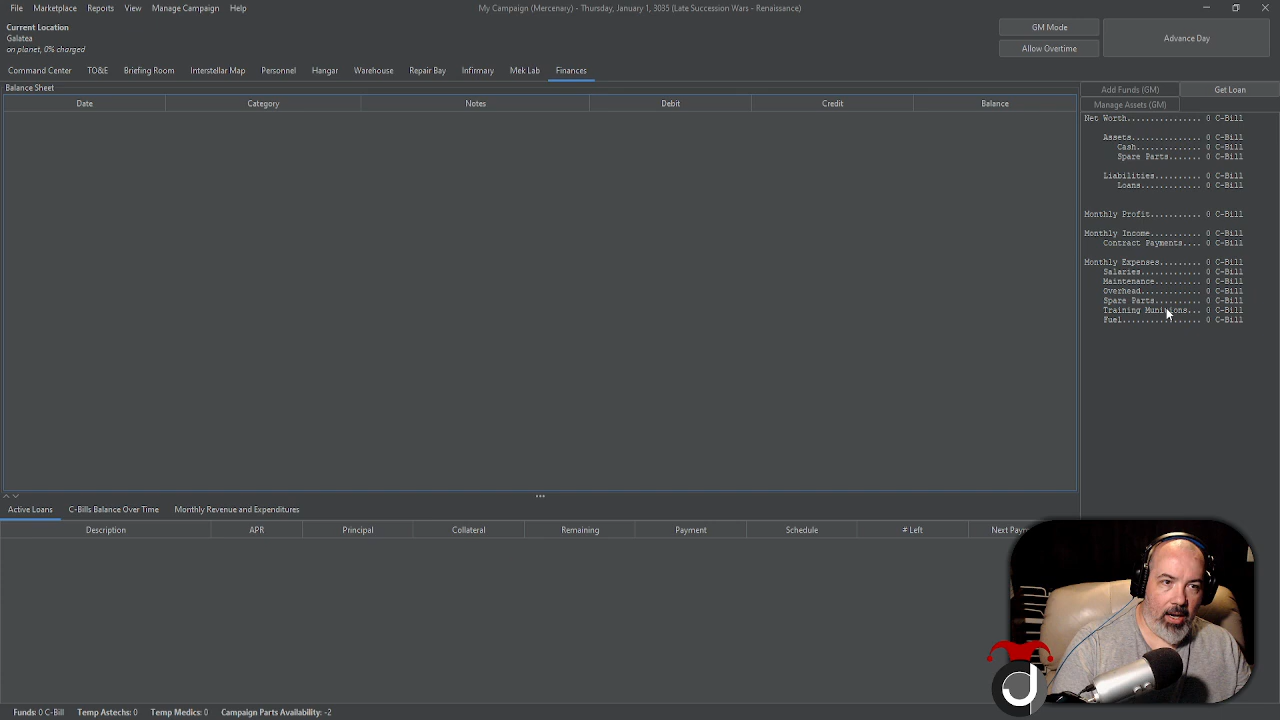 File Marketplace Reports View Manage Campaign Help
My Campaign (Mercenary) - Thursday, January 1, 3035 (Late Succession Wars - Renaissance)
Current Location
Galatea
on planet, 0% charged
GM Mode
Allow Overtime
Advance Day
Command Center TO&E Briefing Room Interstellar Map Personnel Hangar Warehouse Repair Bay Infirmary Mek Lab Finances
Balance Sheet
Date Category Notes Debit Credit Balance
Add Funds (GM) Get Loan
Manage Assets (GM)
Net Worth............... 0 C-Bill
Assets.............. 0 C-Bill
Cash.............. 0 C-Bill
Spare Parts....... 0 C-Bill
Liabilities.......... 0 C-Bill
Loans............. 0 C-Bill
Monthly Profit........... 0 C-Bill
Monthly Income........... 0 C-Bill
Contract Payments.... 0 C-Bill
Monthly Expenses......... 0 C-Bill
Salaries............. 0 C-Bill
Maintenance.......... 0 C-Bill
Overhead............. 0 C-Bill
Spare Parts.......... 0 C-Bill
Training Munitions... 0 C-Bill
Fuel................. 0 C-Bill
Active Loans C-Bills Balance Over Time Monthly Revenue and Expenditures
Description APR Principal Collateral Remaining Payment Schedule # Left Next Paym
Funds: 0 C-Bill Temp Astechs: 0 Temp Medics: 0 Campaign Parts Availability: -2